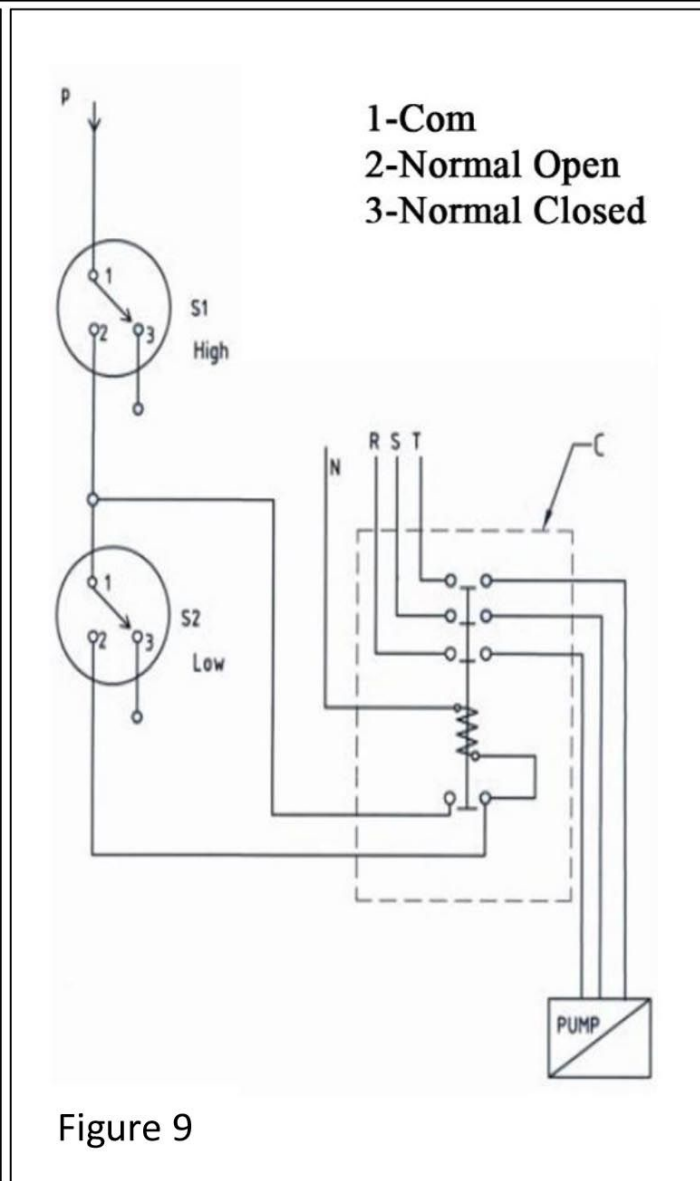 P
1-Com
2-Normal Open
3-Normal Closed
1
S1
2
3
High
N
R S T
C
1
S2
2
3
Low
PUMP
Figure 9